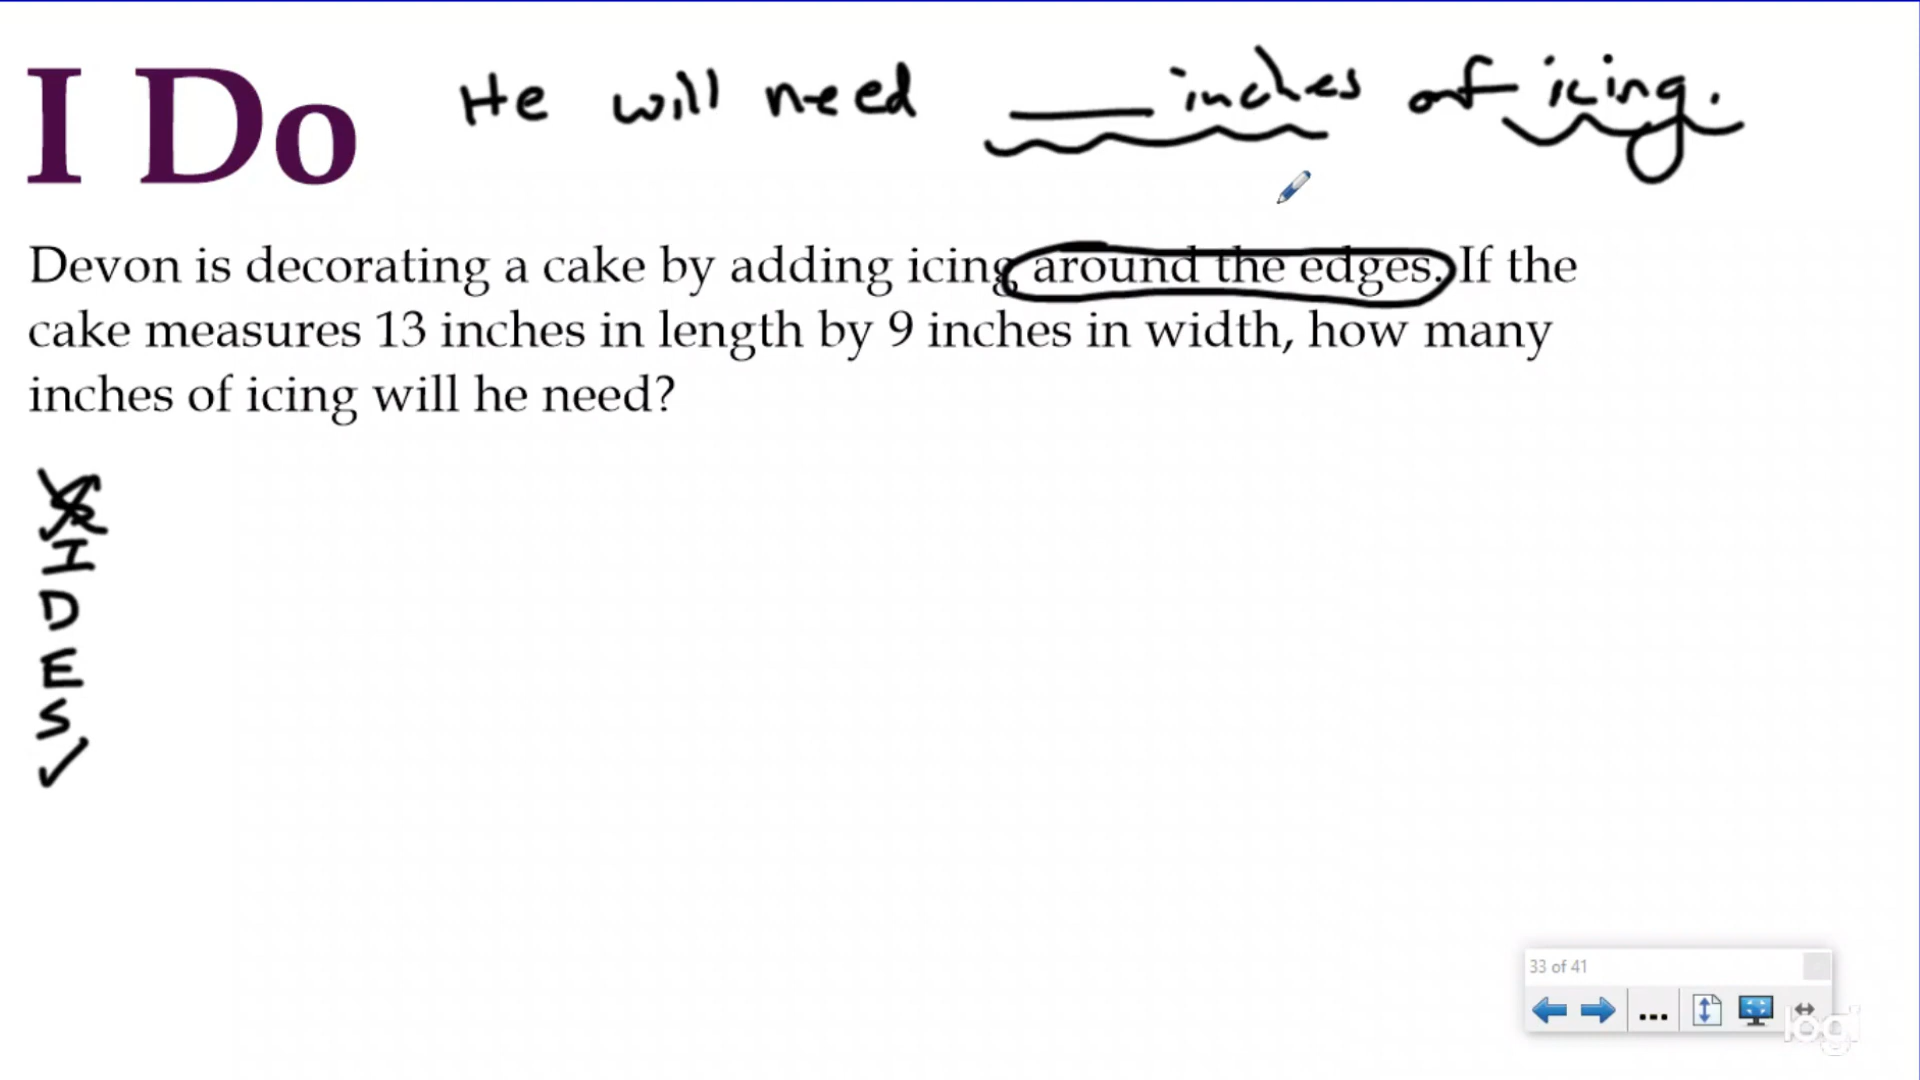 I Do
He will need ____ inches of icing.
Devon is decorating a cake by adding icing around the edges. If the
cake measures 13 inches in length by 9 inches in width, how many
inches of icing will he need?
I
D
E
S
✓
33 of 41
...
logi